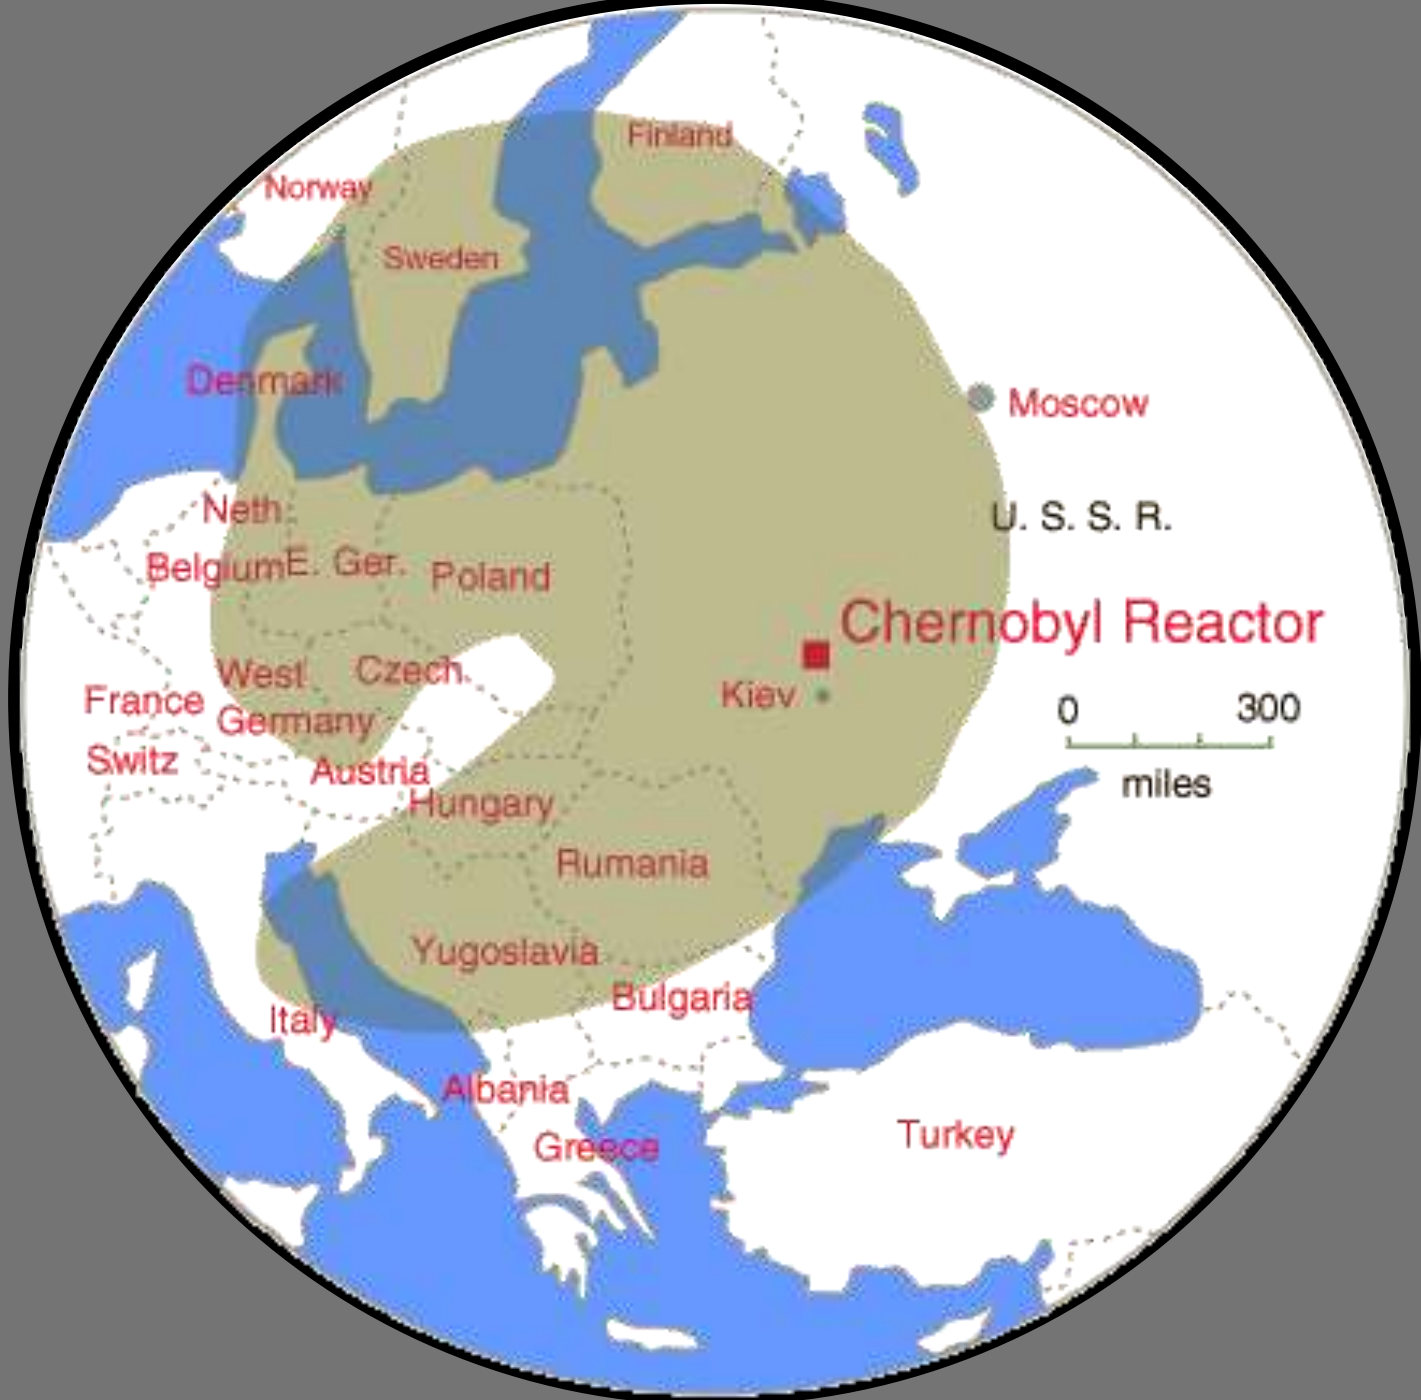 Finland
Norway
Sweden
Denmark
Moscow
Neth
U. S. S. R.
Belgium
E. Ger.
Poland
Chernobyl Reactor
West
Germany
Czech.
Kiev
France
0 300
miles
Switz
Austria
Hungary
Rumania
Yugoslavia
Bulgaria
Italy
Albania
Greece
Turkey